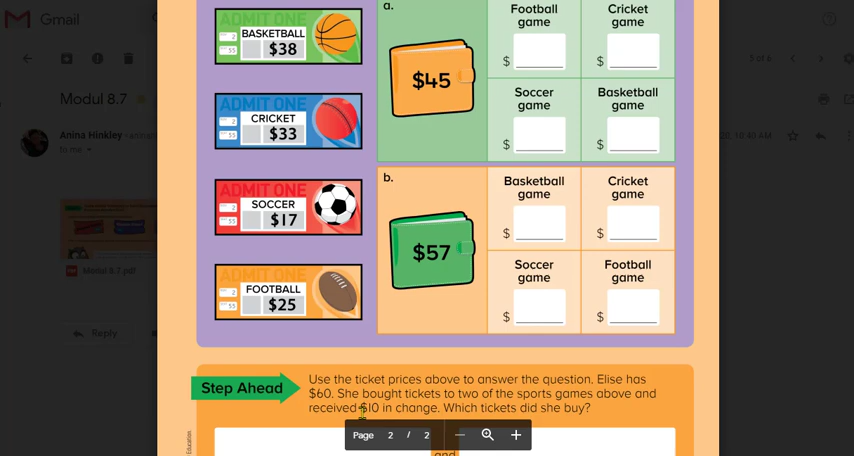 Gmail
5 of 6
Modul 8.7
Anina Hinkley
to me
20, 10:49 AM
Modul 8.7.pdf
Reply
ADMIT ONE
BASKETBALL
$38
ADMIT ONE
CRICKET
$33
ADMIT ONE
SOCCER
$17
ADMIT ONE
FOOTBALL
$25
a.
$45
Football
game
$
Cricket
game
$
Soccer
game
$
Basketball
game
$
b.
$57
Basketball
game
$
Cricket
game
$
Soccer
game
$
Football
game
$
Step Ahead
Use the ticket prices above to answer the question. Elise has
$60. She bought tickets to two of the sports games above and
received $10 in change. Which tickets did she buy?
and
Education
Page 2 / 2